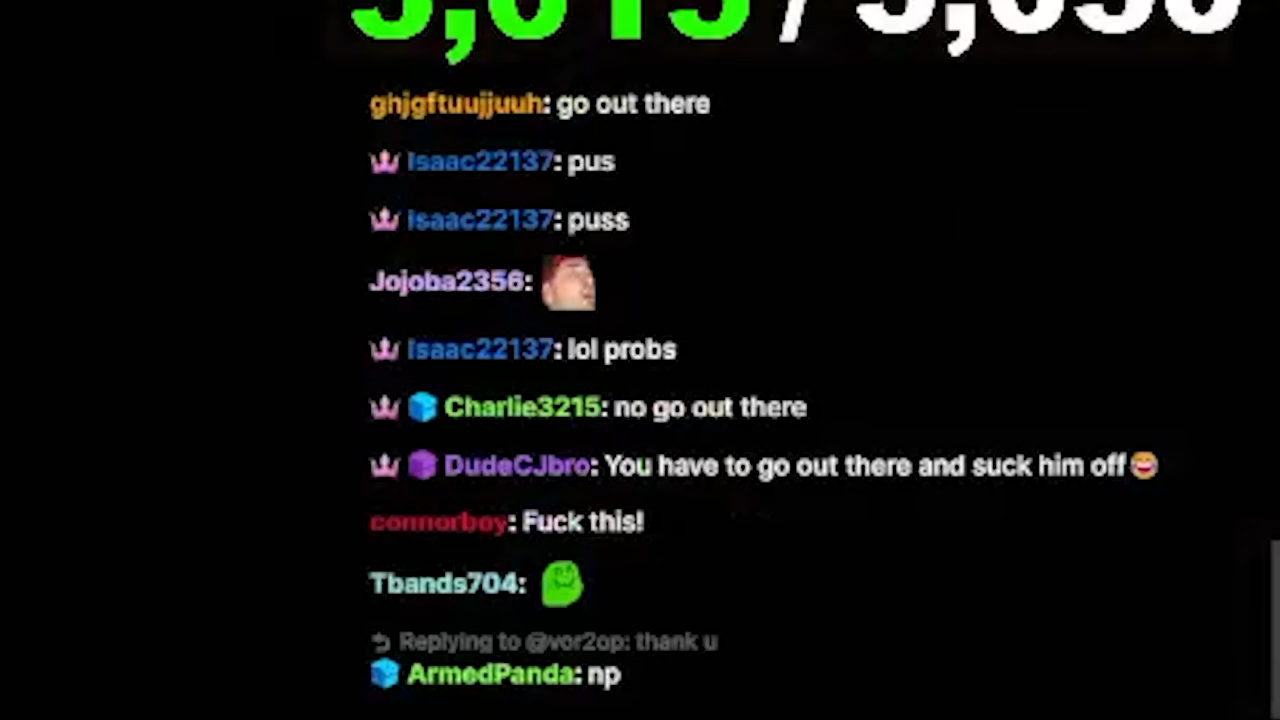 ghjgftuujjuuh: go out there
Isaac22137: pus
Isaac22137: puss
Jojoba2356:
Isaac22137: lol probs
Charlie3215: no go out there
DudeCJbro: You have to go out there and suck him off😂
connorboy: Fuck this!
Tbands704:
Replying to @vor2op: thank u
ArmedPanda: np